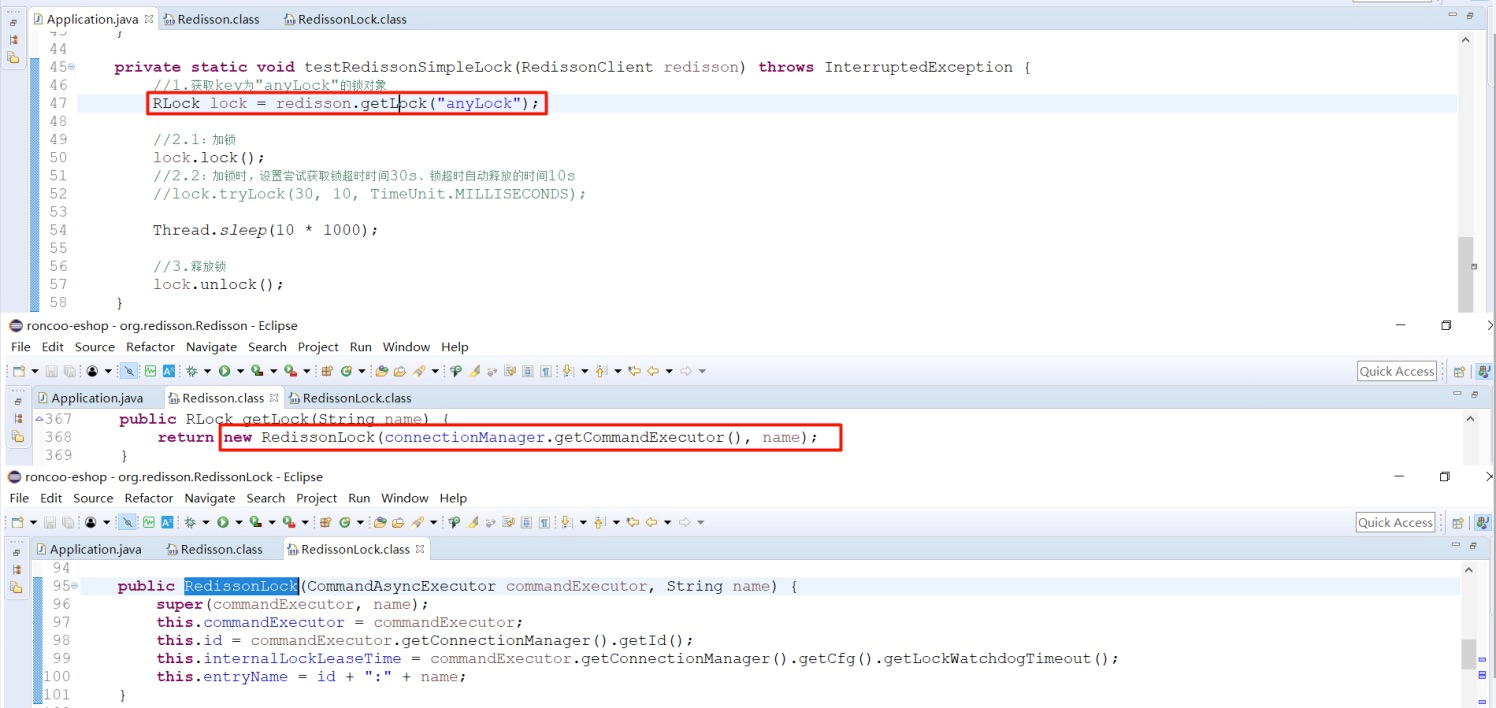 Application.java Redisson.class RedissonLock.class
}
44
45 private static void testRedissonSimpleLock(RedissonClient redisson) throws InterruptedException {
46 //1.获取key为"anyLock"的锁对象
47 RLock lock = redisson.getLock("anyLock");
48
49 //2.1：加锁
50 lock.lock();
51 //2.2：加锁时，设置尝试获取锁超时时间30s、锁超时自动释放的时间10s
52 //lock.tryLock(30, 10, TimeUnit.MILLISECONDS);
53
54 Thread.sleep(10 * 1000);
55
56 //3.释放锁
57 lock.unlock();
58 }
roncoo-eshop - org.redisson.Redisson - Eclipse
File Edit Source Refactor Navigate Search Project Run Window Help
Quick Access
Application.java Redisson.class RedissonLock.class
367 public RLock getLock(String name) {
368 return new RedissonLock(connectionManager.getCommandExecutor(), name);
369 }
roncoo-eshop - org.redisson.RedissonLock - Eclipse
File Edit Source Refactor Navigate Search Project Run Window Help
Quick Access
Application.java Redisson.class RedissonLock.class
94
95 public RedissonLock(CommandAsyncExecutor commandExecutor, String name) {
96 super(commandExecutor, name);
97 this.commandExecutor = commandExecutor;
98 this.id = commandExecutor.getConnectionManager().getId();
99 this.internalLockLeaseTime = commandExecutor.getConnectionManager().getCfg().getLockWatchdogTimeout();
100 this.entryName = id + ":" + name;
101 }